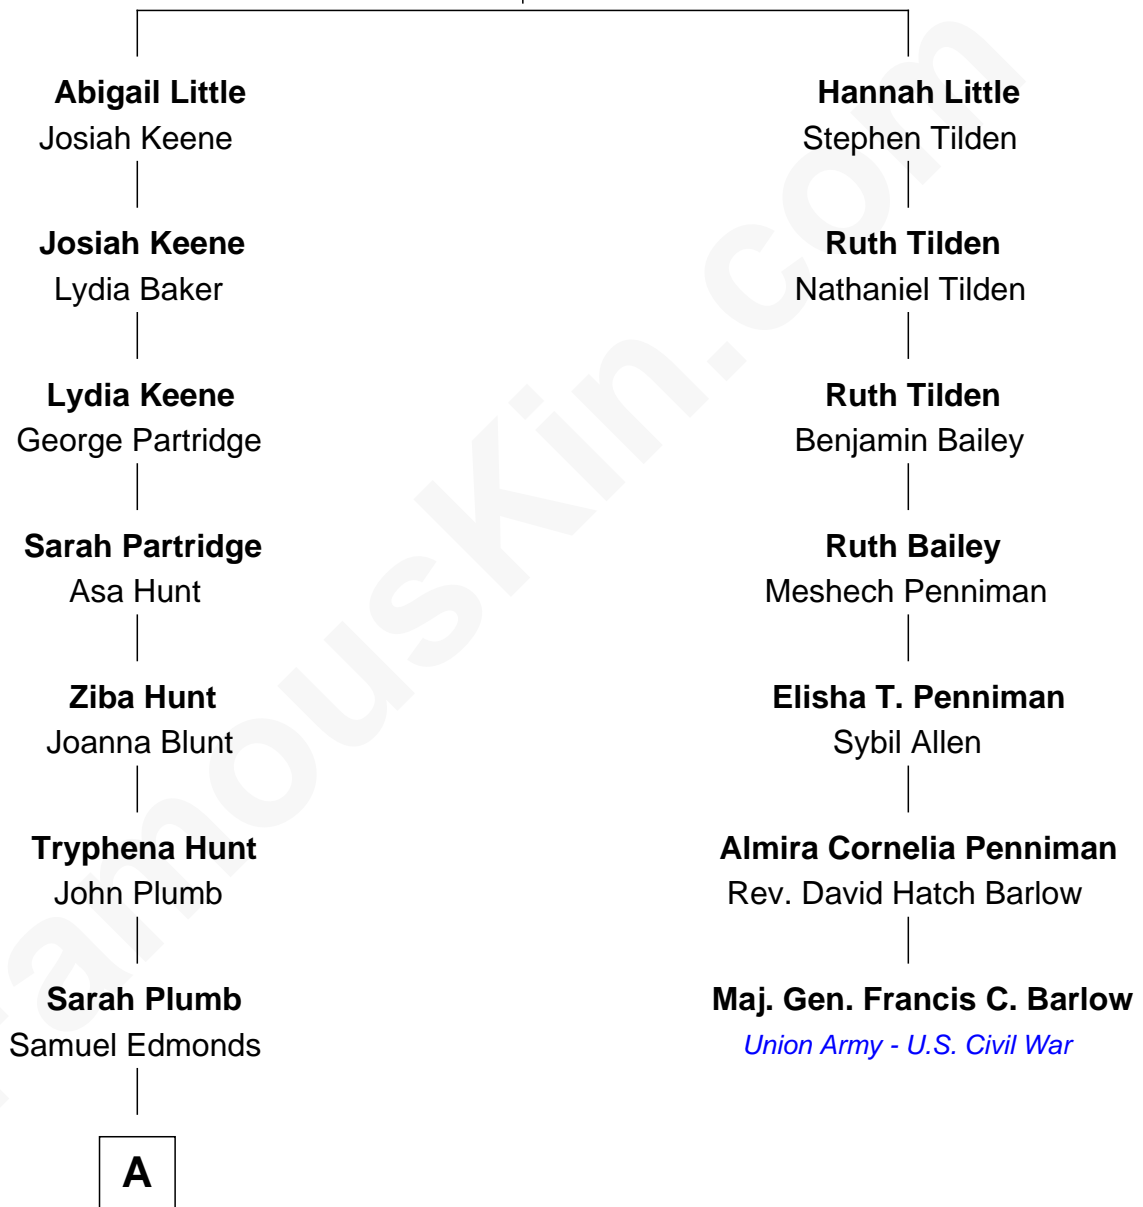 Abigail Little
Josiah Keene
Josiah Keene
Lydia Baker
Lydia Keene
George Partridge
Sarah Partridge
Asa Hunt
Ziba Hunt
Joanna Blunt
Tryphena Hunt
John Plumb
Sarah Plumb
Samuel Edmonds
A
Hannah Little
Stephen Tilden
Ruth Tilden
Nathaniel Tilden
Ruth Tilden
Benjamin Bailey
Ruth Bailey
Meshech Penniman
Elisha T. Penniman
Sybil Allen
Almira Cornelia Penniman
Rev. David Hatch Barlow
Maj. Gen. Francis C. Barlow
Union Army - U.S. Civil War
FamousKin.com